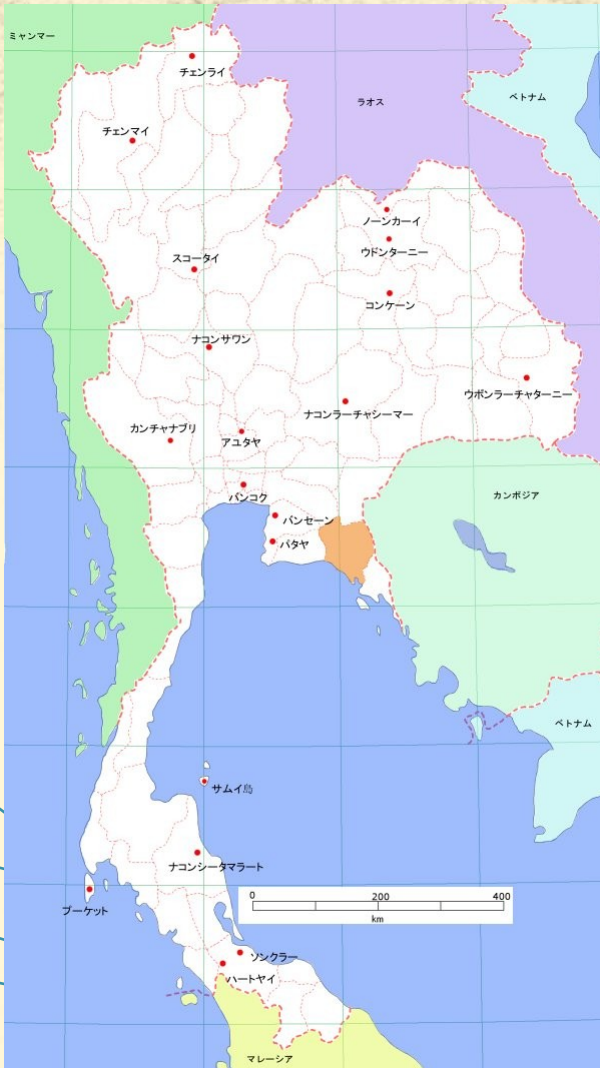 ミャンマー
チェンライ
ラオス
ベトナム
チェンマイ
ノーンカーイ
ウドンターニー
スコータイ
コンケーン
ナコンサワン
ウボンラーチャターニー
ナコンラーチャシーマー
カンチャナブリ
アユタヤ
バンコク
カンボジア
バンセーン
パタヤ
ベトナム
サムイ島
ナコンシータマラート
0 200 400
km
プーケット
ソンクラー
ハートヤイ
マレーシア